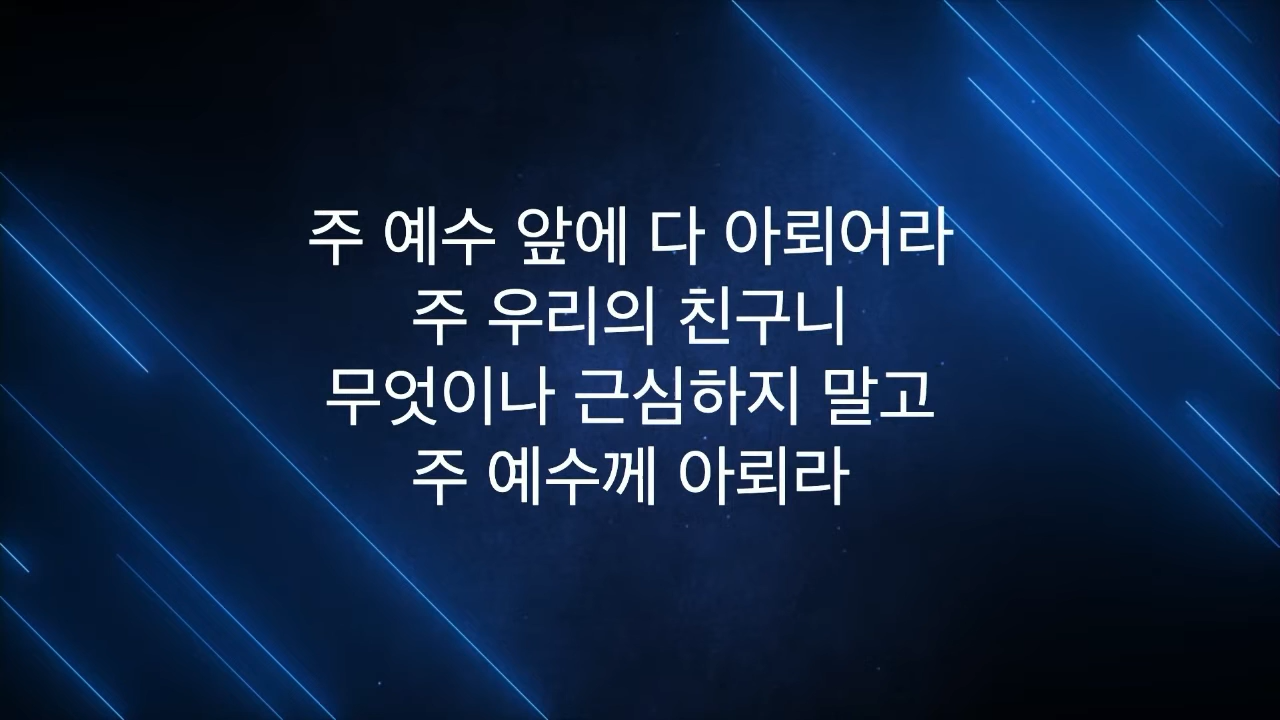 주 예수 앞에 다 아뢰어라
주 우리의 친구니
무엇이나 근심하지 말고
주 예수께 아뢰라